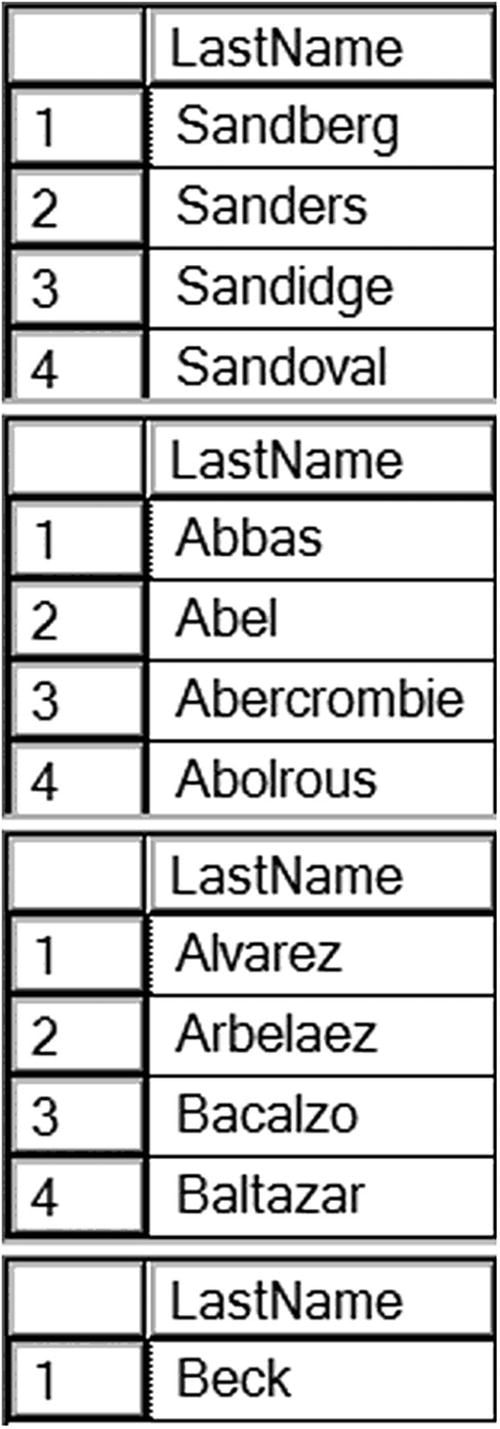 LastName
1 Sandberg
2 Sanders
3 Sandidge
4 Sandoval
LastName
1 Abbas
2 Abel
3 Abercrombie
4 Abolrous
LastName
1 Alvarez
2 Arbelaez
3 Bacalzo
4 Baltazar
LastName
1 Beck